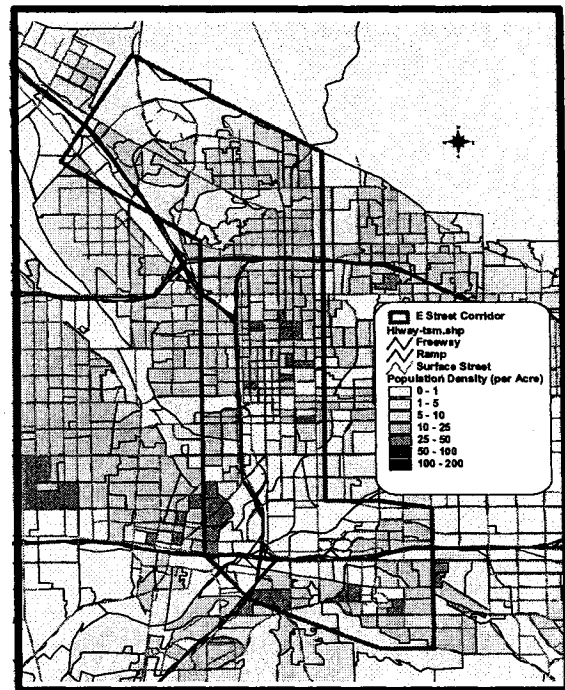 E Street Corridor
Hiway-tsm.shp
Freeway
Ramp
Surface Street
Population Density (per Acre)
0 - 1
1 - 5
5 - 10
10 - 25
25 - 50
50 - 100
100 - 200